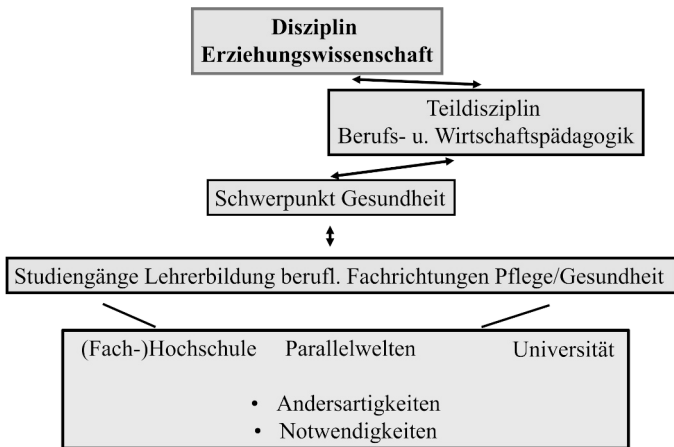 Disziplin
Erziehungswissenschaft
Teildisziplin
Berufs- u. Wirtschaftspädagogik
Schwerpunkt Gesundheit
Studiengänge Lehrerbildung berufl. Fachrichtungen Pflege/Gesundheit
(Fach-)Hochschule Parallelwelten Universität
• Andersartigkeiten
• Notwendigkeiten